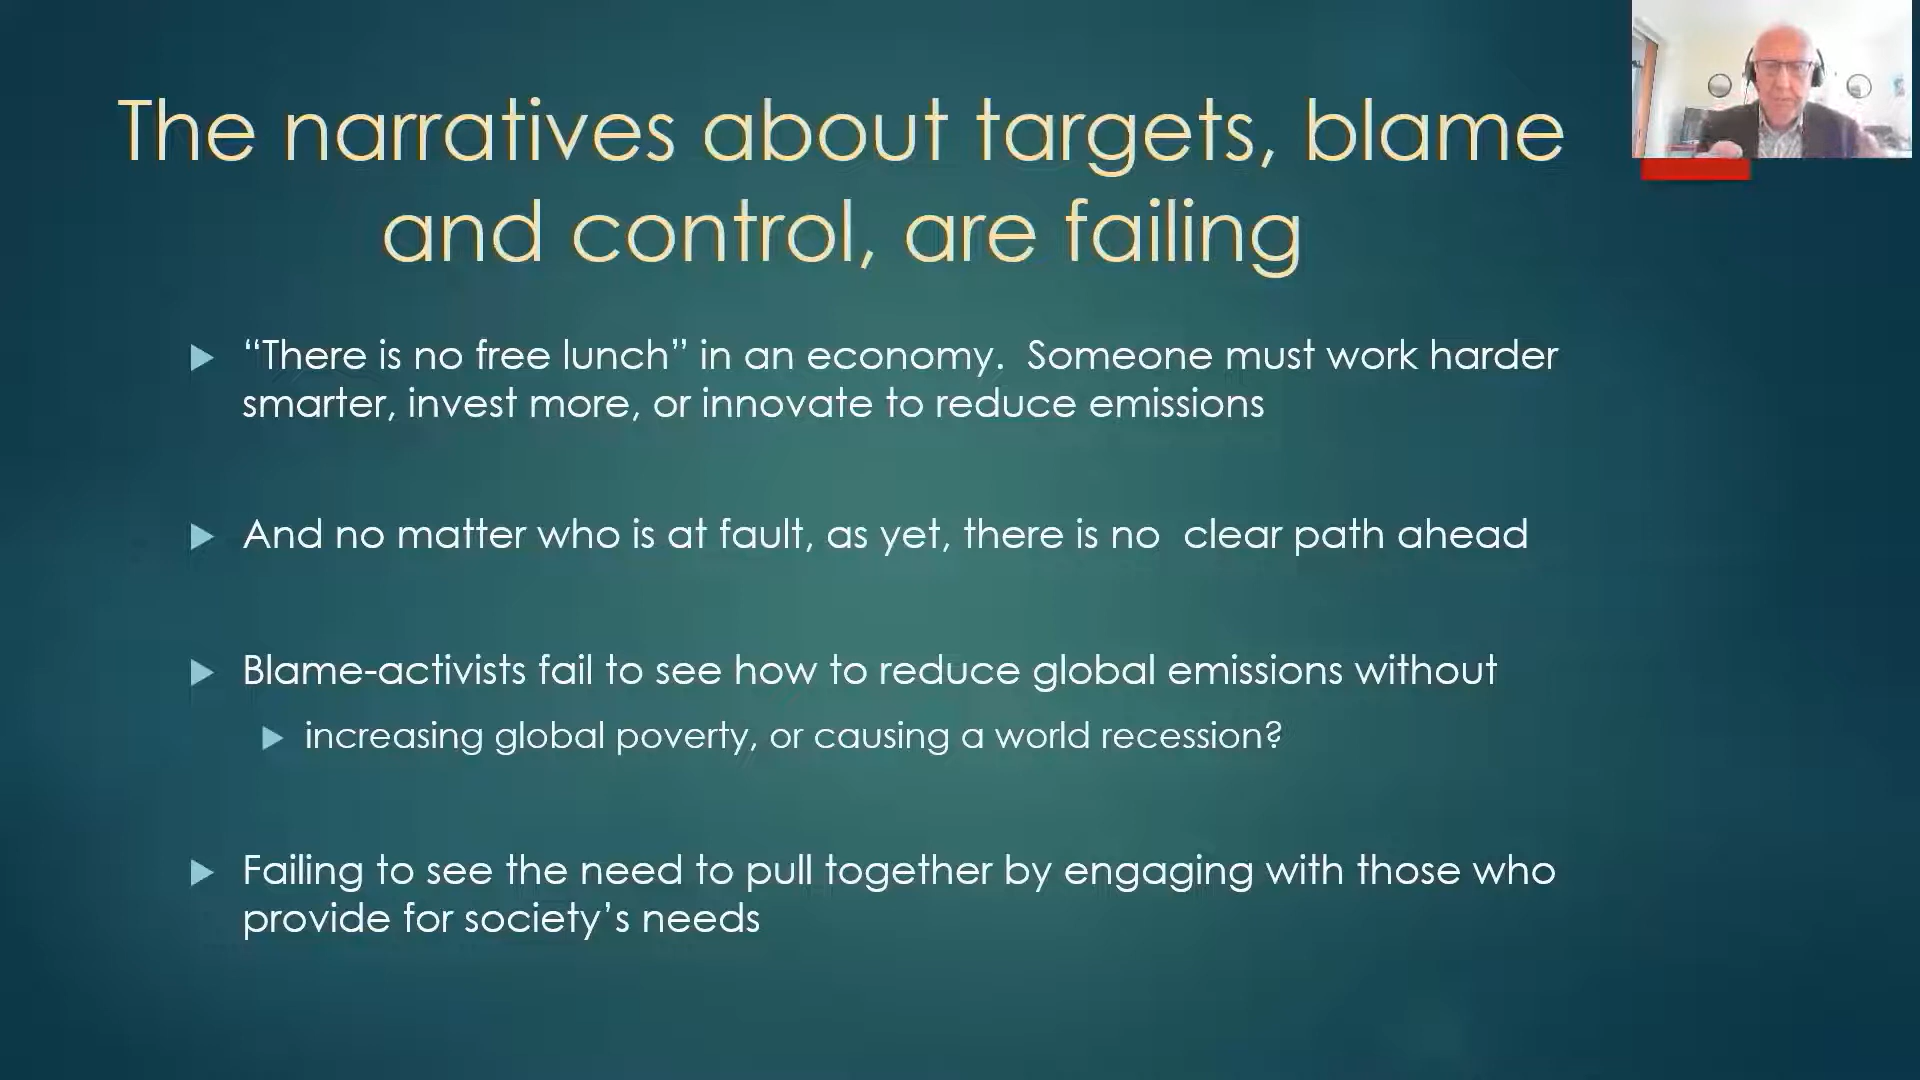 The narratives about targets, blame
and control, are failing
“There is no free lunch” in an economy.  Someone must work harder
smarter, invest more, or innovate to reduce emissions
And no matter who is at fault, as yet, there is no  clear path ahead
Blame-activists fail to see how to reduce global emissions without
increasing global poverty, or causing a world recession?
Failing to see the need to pull together by engaging with those who
provide for society’s needs